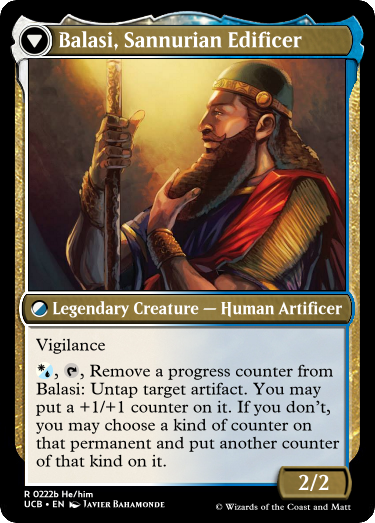 Balasi, Sannurian Edificer
Legendary Creature — Human Artificer
Vigilance
, , Remove a progress counter from
Balasi: Untap target artifact. You may
put a +1/+1 counter on it. If you don't,
you may choose a kind of counter on
that permanent and put another counter
of that kind on it.
2/2
R 0222b He/him
UCB • EN Javier Bahamonde
© Wizards of the Coast and Matt